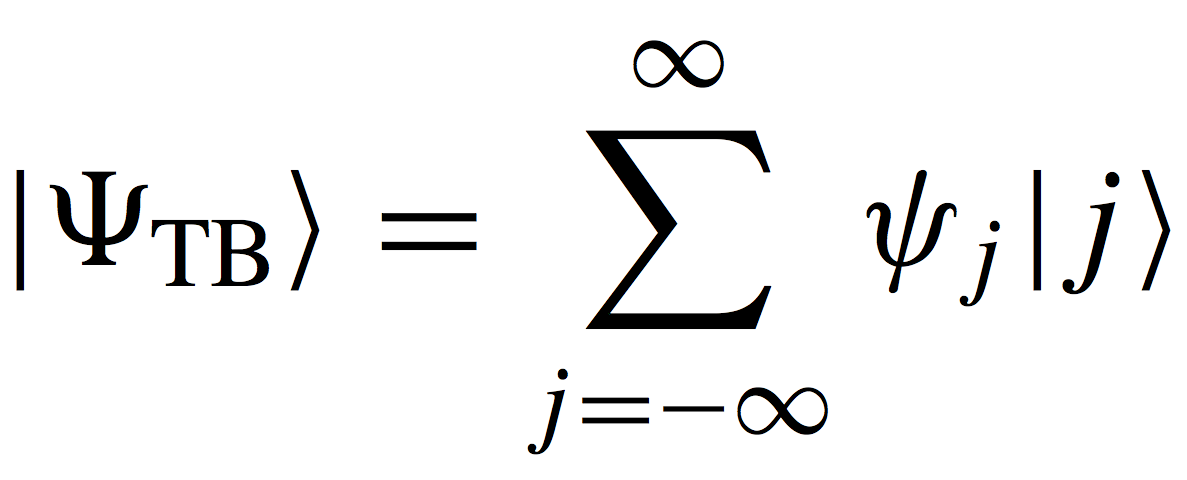 |Ψ_TB⟩ = ∑_{j=−∞}^{∞} ψ_j |j⟩